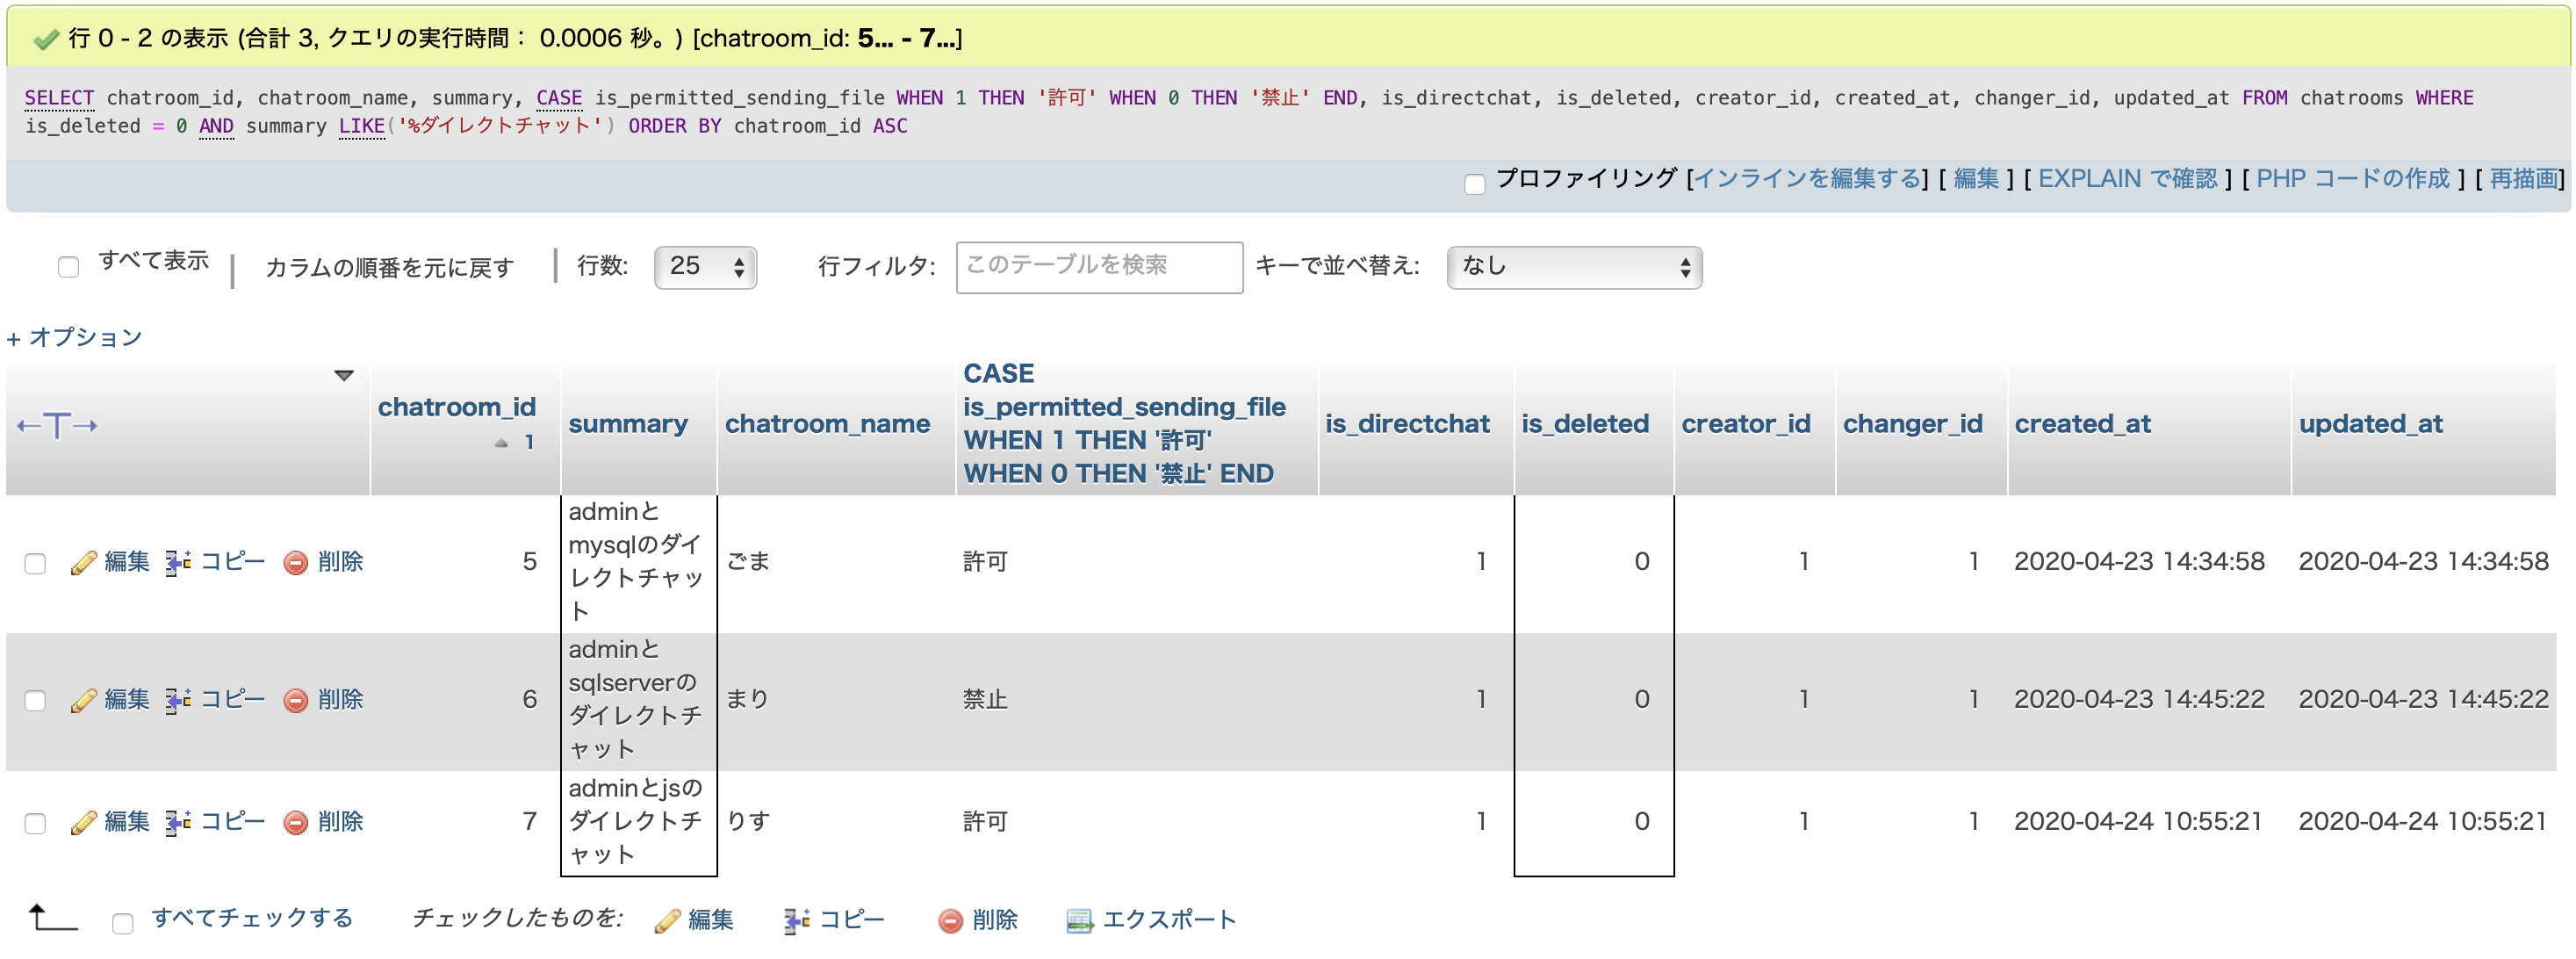 行 0 - 2 の表示 (合計 3, クエリの実行時間： 0.0006 秒。) [chatroom_id: 5... - 7...]
SELECT chatroom_id, chatroom_name, summary, CASE is_permitted_sending_file WHEN 1 THEN '許可' WHEN 0 THEN '禁止' END, is_directchat, is_deleted, creator_id, created_at, changer_id, updated_at FROM chatrooms WHERE
is_deleted = 0 AND summary LIKE('%ダイレクトチャット') ORDER BY chatroom_id ASC
プロファイリング [インラインを編集する] [ 編集 ] [ EXPLAIN で確認 ] [ PHP コードの作成 ] [ 再描画]
すべて表示 | カラムの順番を元に戻す | 行数: 25 行フィルタ: このテーブルを検索 キーで並べ替え: なし
+ オプション
←T→ chatroom_id 1 summary chatroom_name CASE
is_permitted_sending_file
WHEN 1 THEN '許可'
WHEN 0 THEN '禁止' END is_directchat is_deleted creator_id changer_id created_at updated_at
編集 コピー 削除 5 adminと
mysqlのダイ
レクトチャッ
ト ごま 許可 1 0 1 1 2020-04-23 14:34:58 2020-04-23 14:34:58
編集 コピー 削除 6 adminと
sqlserverの
ダイレクトチ
ャット まり 禁止 1 0 1 1 2020-04-23 14:45:22 2020-04-23 14:45:22
編集 コピー 削除 7 adminとjsの
ダイレクトチ
ャット りす 許可 1 0 1 1 2020-04-24 10:55:21 2020-04-24 10:55:21
すべてチェックする チェックしたものを: 編集 コピー 削除 エクスポート